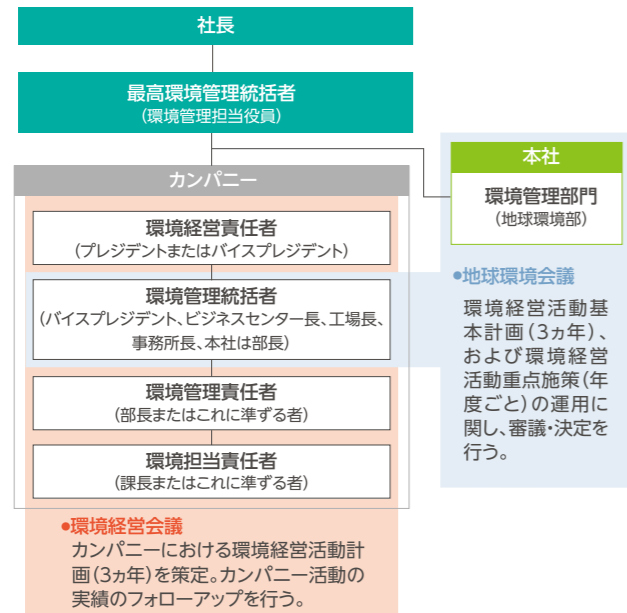 社長
最高環境管理統括者
(環境管理担当役員)
カンパニー
環境経営責任者
(プレジデントまたはバイスプレジデント)
環境管理統括者
(バイスプレジデント、ビジネスセンター長、工場長、
事務所長、本社は部長)
環境管理責任者
(部長またはこれに準ずる者)
環境担当責任者
(課長またはこれに準ずる者)
●環境経営会議
カンパニーにおける環境経営活動計
画(3ヵ年)を策定。カンパニー活動の
実績のフォローアップを行う。
本社
環境管理部門
(地球環境部)
●地球環境会議
環境経営活動基
本計画(3ヵ年)、
および環境経営
活動重点施策(年
度ごと)の運用に
関し、審議・決定を
行う。